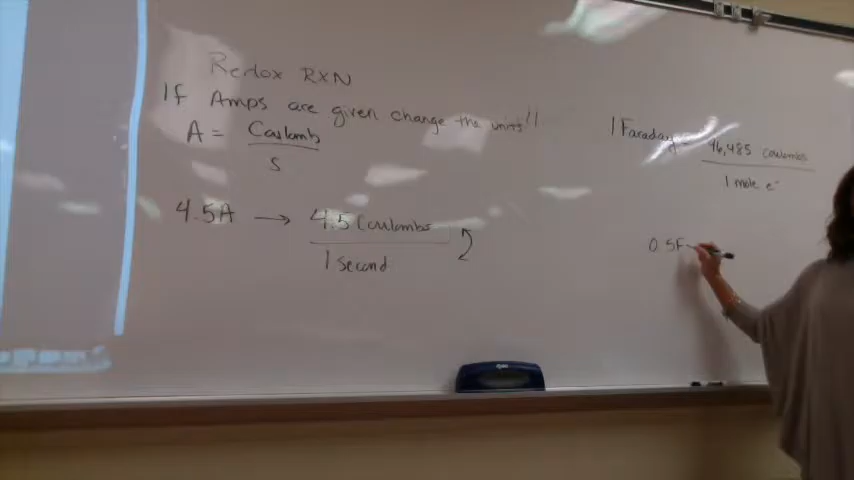 Redox RXN
If Amps are given change the units!!
A = Coulomb
s
4.5A → 4.5 Coulombs
1 second
1 Faraday = 96,485 Coulombs
1 mole e⁻
0.5F